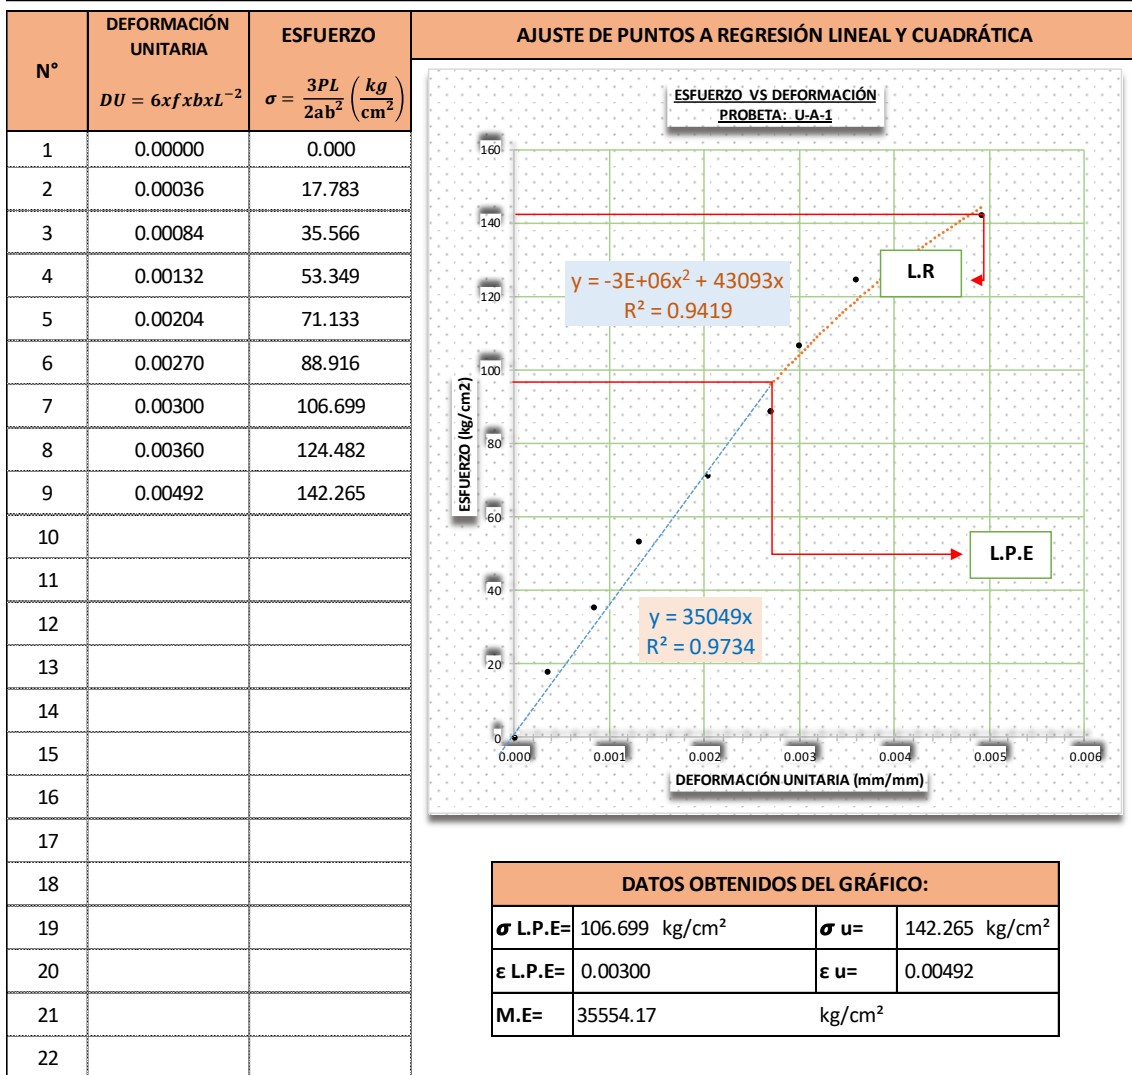 N°
DEFORMACIÓN
UNITARIA
DU = 6xfxbxL⁻²
ESFUERZO
σ = 3PL / 2ab² (kg / cm²)
AJUSTE DE PUNTOS A REGRESIÓN LINEAL Y CUADRÁTICA
1 0.00000 0.000
2 0.00036 17.783
3 0.00084 35.566
4 0.00132 53.349
5 0.00204 71.133
6 0.00270 88.916
7 0.00300 106.699
8 0.00360 124.482
9 0.00492 142.265
10
11
12
13
14
15
16
17
18
19
20
21
22
ESFUERZO VS DEFORMACIÓN
PROBETA: U-A-1
160
140
120
100
80
60
40
20
0
ESFUERZO (kg/cm2)
y = -3E+06x² + 43093x
R² = 0.9419
L.R
L.P.E
y = 35049x
R² = 0.9734
0.000 0.001 0.002 0.003 0.004 0.005 0.006
DEFORMACIÓN UNITARIA (mm/mm)
DATOS OBTENIDOS DEL GRÁFICO:
σ L.P.E= 106.699 kg/cm² σ u= 142.265 kg/cm²
ε L.P.E= 0.00300 ε u= 0.00492
M.E= 35554.17 kg/cm²